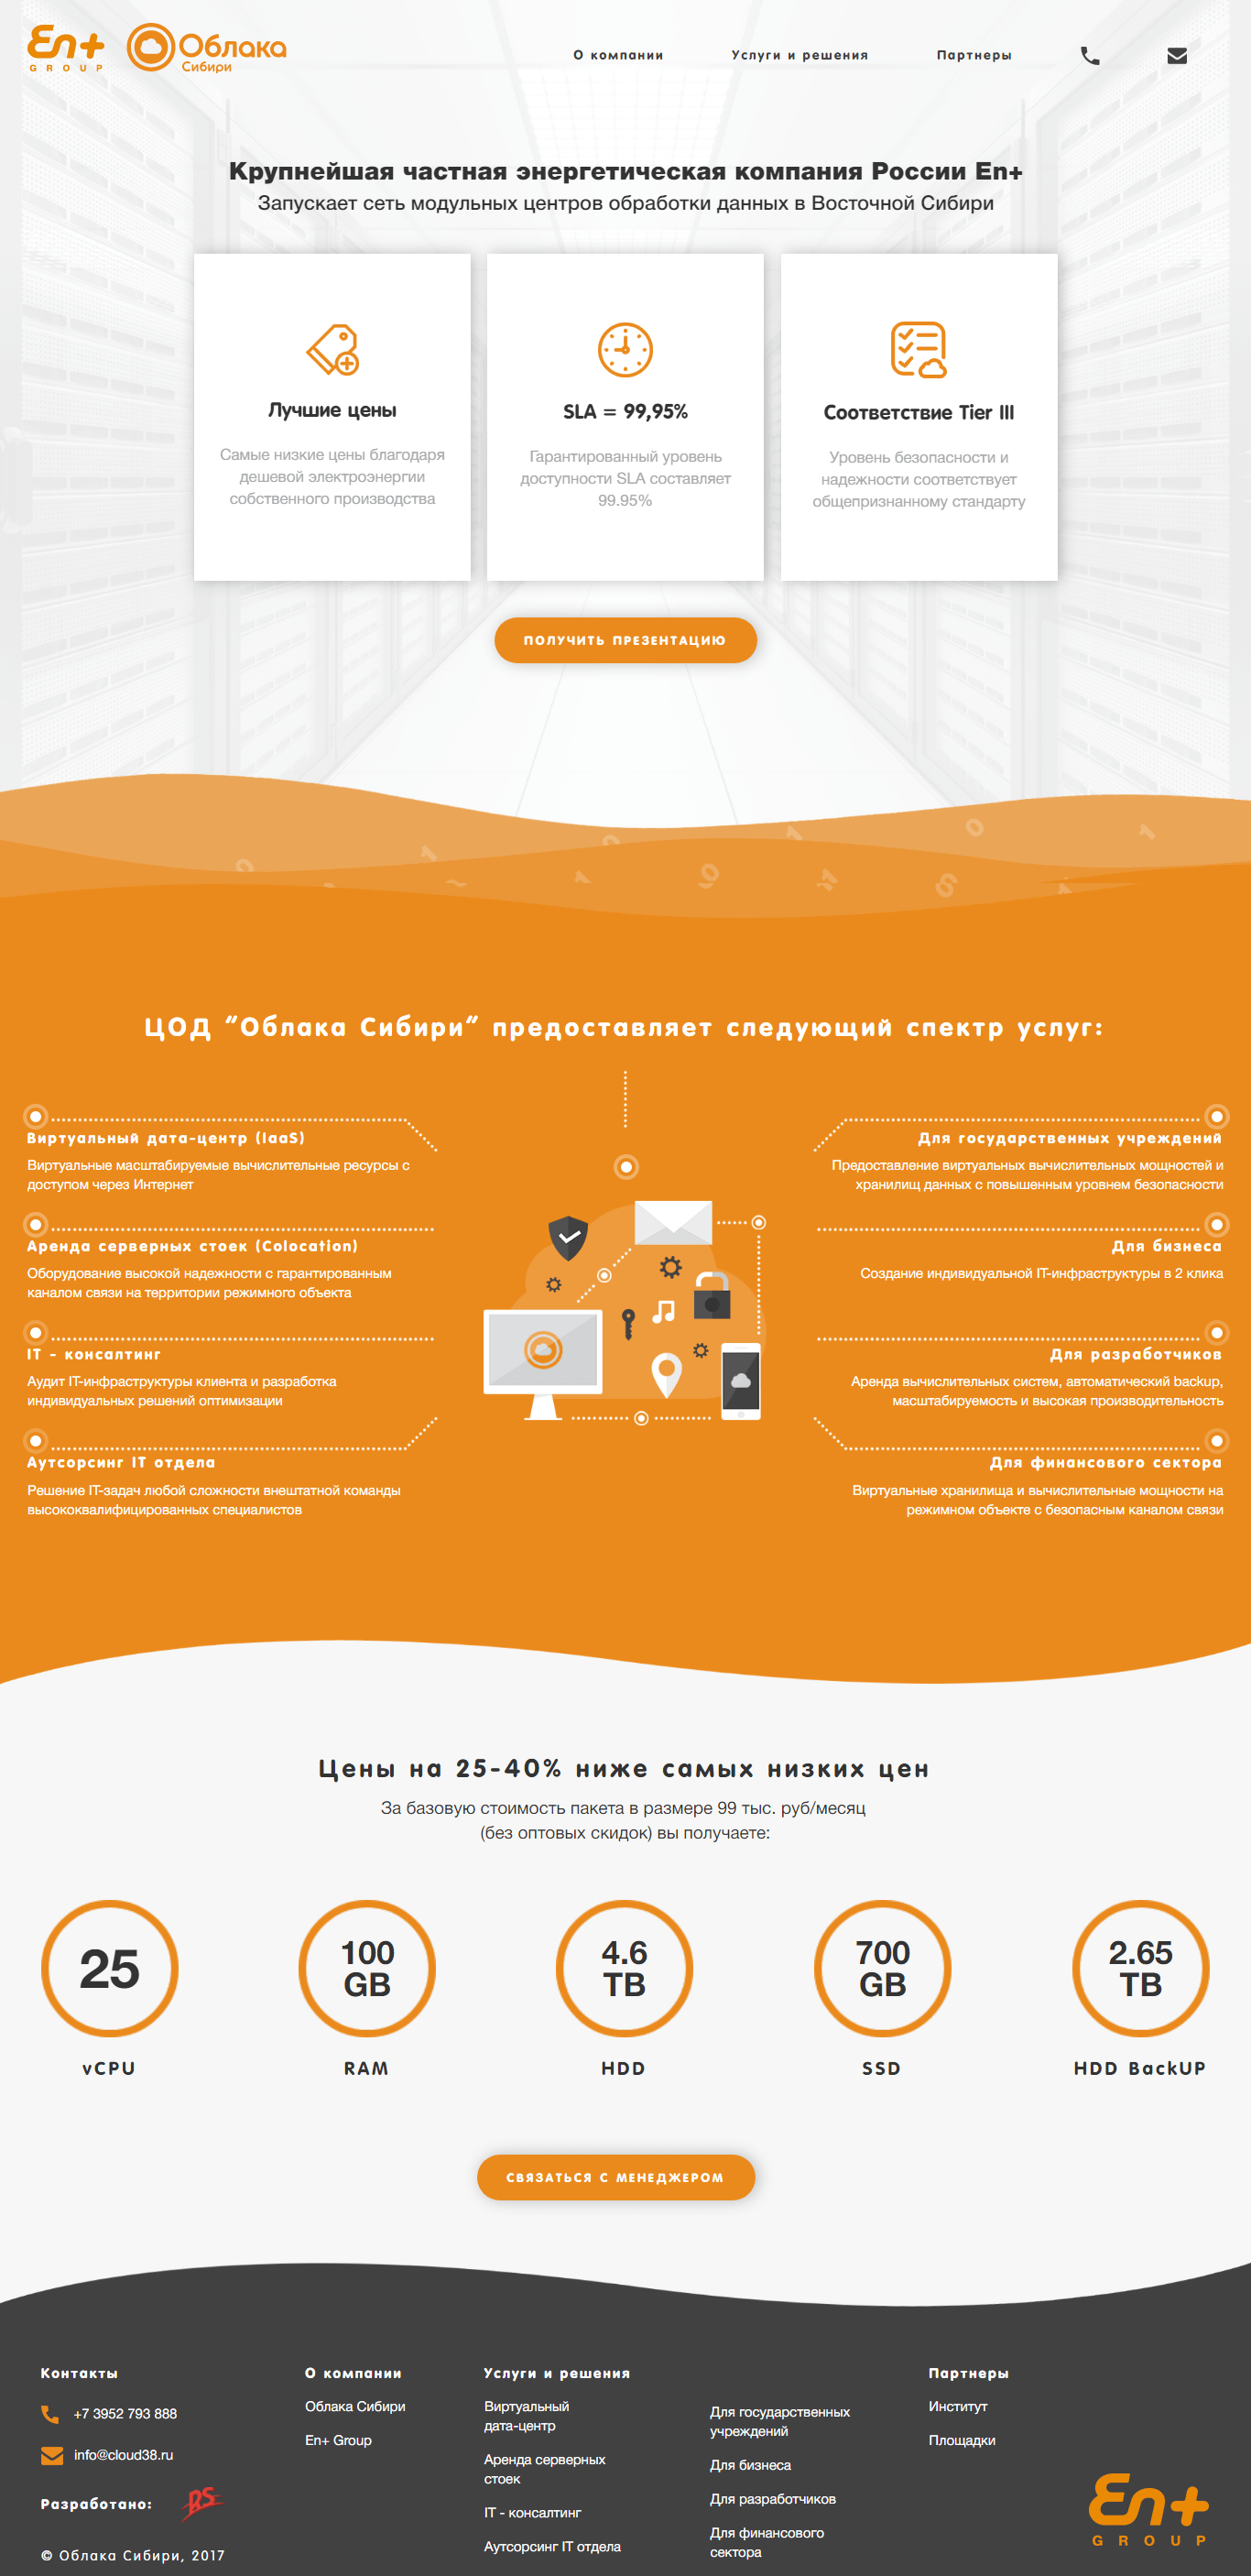 En+
GROUP
Облака
Сибири
О компании
Услуги и решения
Партнеры
Крупнейшая частная энергетическая компания России En+
Запускает сеть модульных центров обработки данных в Восточной Сибири
Лучшие цены
Самые низкие цены благодаря
дешевой электроэнергии
собственного производства
SLA = 99,95%
Гарантированный уровень
доступности SLA составляет
99.95%
Соответствие Tier III
Уровень безопасности и
надежности соответствует
общепризнанному стандарту
ПОЛУЧИТЬ ПРЕЗЕНТАЦИЮ
ЦОД “Облака Сибири“ предоставляет следующий спектр услуг:
Виртуальный дата-центр (IaaS)
Виртуальные масштабируемые вычислительные ресурсы с
доступом через Интернет
Аренда серверных стоек (Colocation)
Оборудование высокой надежности с гарантированным
каналом связи на территории режимного объекта
IT - консалтинг
Аудит IT-инфраструктуры клиента и разработка
индивидуальных решений оптимизации
Аутсорсинг IT отдела
Решение IT-задач любой сложности внештатной команды
высококвалифицированных специалистов
Для государственных учреждений
Предоставление виртуальных вычислительных мощностей и
хранилищ данных с повышенным уровнем безопасности
Для бизнеса
Создание индивидуальной IT-инфраструктуры в 2 клика
Для разработчиков
Аренда вычислительных систем, автоматический backup,
масштабируемость и высокая производительность
Для финансового сектора
Виртуальные хранилища и вычислительные мощности на
режимном объекте с безопасным каналом связи
Цены на 25-40% ниже самых низких цен
За базовую стоимость пакета в размере 99 тыс. руб/месяц
(без оптовых скидок) вы получаете:
25
vCPU
100
GB
RAM
4.6
TB
HDD
700
GB
SSD
2.65
TB
HDD BackUP
СВЯЗАТЬСЯ С МЕНЕДЖЕРОМ
Контакты
+7 3952 793 888
info@cloud38.ru
Разработано:
RS
© Облака Сибири, 2017
О компании
Облака Сибири
En+ Group
Услуги и решения
Виртуальный
дата-центр
Аренда серверных
стоек
IT - консалтинг
Аутсорсинг IT отдела
Для государственных
учреждений
Для бизнеса
Для разработчиков
Для финансового
сектора
Партнеры
Институт
Площадки
En+
GROUP